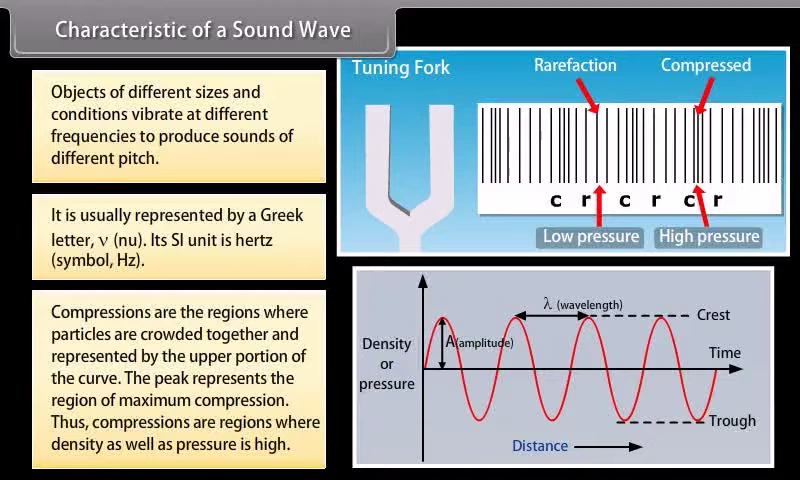 Characteristic of a Sound Wave
Objects of different sizes and
conditions vibrate at different
frequencies to produce sounds of
different pitch.
It is usually represented by a Greek
letter, ν (nu). Its SI unit is hertz
(symbol, Hz).
Compressions are the regions where
particles are crowded together and
represented by the upper portion of
the curve. The peak represents the
region of maximum compression.
Thus, compressions are regions where
density as well as pressure is high.
Tuning Fork
Rarefaction
Compressed
c r c r c r
Low pressure
High pressure
λ (wavelength)
Crest
A(amplitude)
Density
or
pressure
Time
Trough
Distance